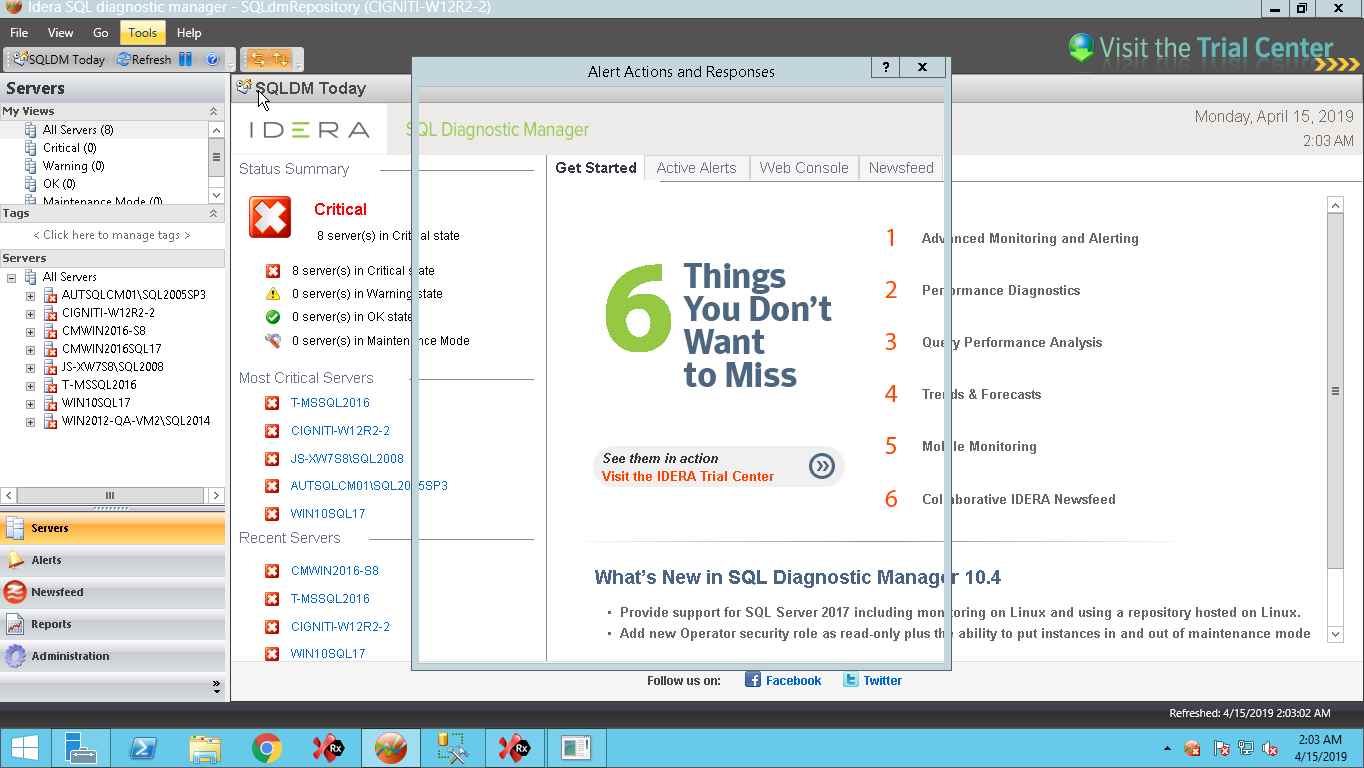 Idera SQL diagnostic manager - SQLdmRepository (CIGNITI-W12R2-2)
File View Go Tools Help
SQLDM Today Refresh
Visit the Trial Center
Alert Actions and Responses
Servers
My Views
All Servers (8)
Critical (0)
Warning (0)
OK (0)
Maintenance Mode (0)
Tags
< Click here to manage tags >
Servers
All Servers
AUTSQLCM01\SQL2005SP3
CIGNITI-W12R2-2
CMWIN2016-S8
CMWIN2016SQL17
JS-XW7S8\SQL2008
T-MSSQL2016
WIN10SQL17
WIN2012-QA-VM2\SQL2014
Servers
Alerts
Newsfeed
Reports
Administration
SQLDM Today
IDERA SQL Diagnostic Manager
Monday, April 15, 2019
2:03 AM
Status Summary
Critical
8 server(s) in Critical state
8 server(s) in Critical state
0 server(s) in Warning state
0 server(s) in OK state
0 server(s) in Maintenance Mode
Most Critical Servers
T-MSSQL2016
CIGNITI-W12R2-2
JS-XW7S8\SQL2008
AUTSQLCM01\SQL2005SP3
WIN10SQL17
Recent Servers
CMWIN2016-S8
T-MSSQL2016
CIGNITI-W12R2-2
WIN10SQL17
Get Started Active Alerts Web Console Newsfeed
6 Things
You Don't
Want
to Miss
See them in action
Visit the IDERA Trial Center
1 Advanced Monitoring and Alerting
2 Performance Diagnostics
3 Query Performance Analysis
4 Trends & Forecasts
5 Mobile Monitoring
6 Collaborative IDERA Newsfeed
What's New in SQL Diagnostic Manager 10.4
• Provide support for SQL Server 2017 including monitoring on Linux and using a repository hosted on Linux.
• Add new Operator security role as read-only plus the ability to put instances in and out of maintenance mode
Follow us on: Facebook Twitter
Refreshed: 4/15/2019 2:03:02 AM
Rx
Rx
2:03 AM
4/15/2019